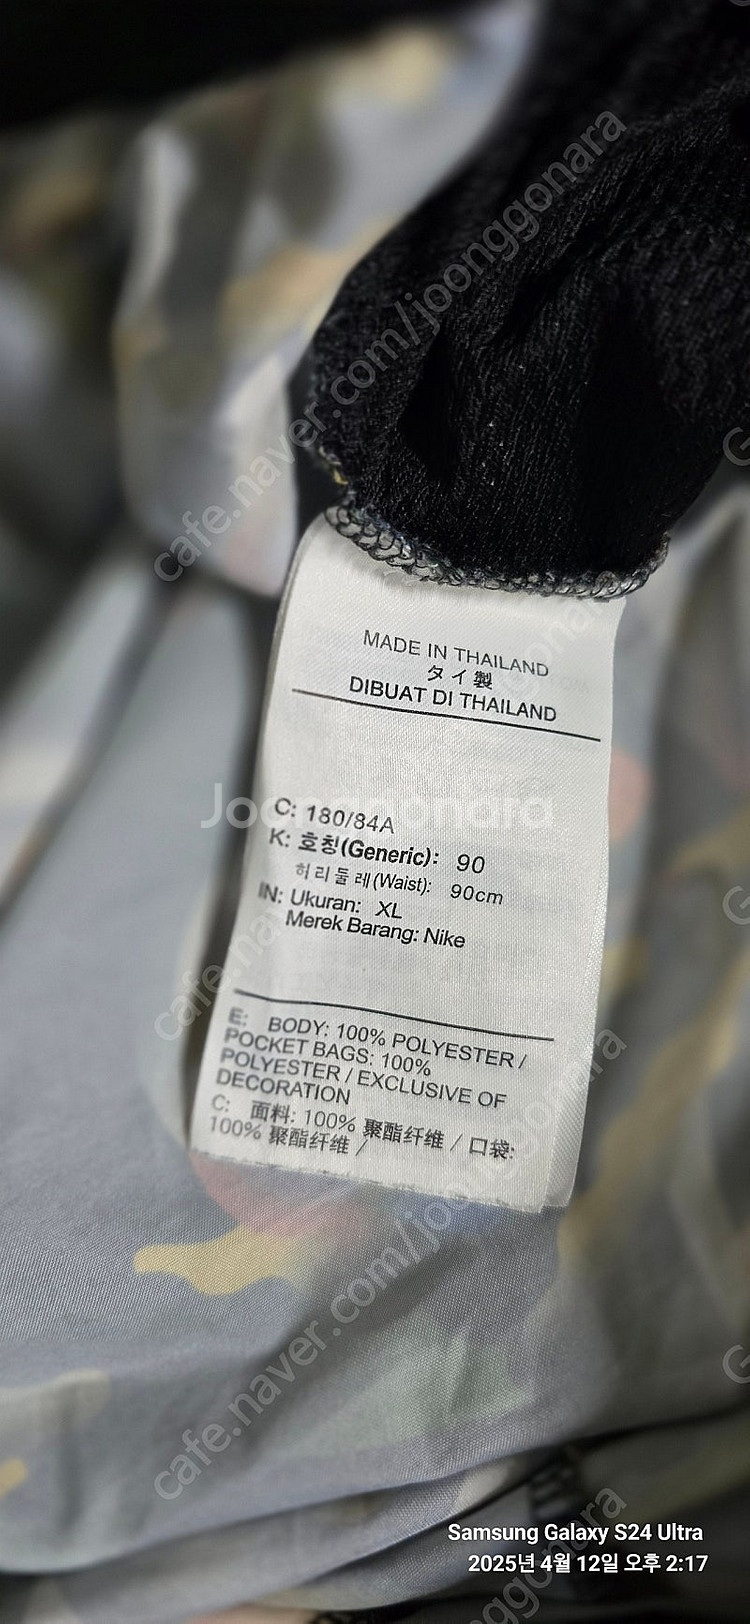 MADE IN THAILAND
タイ製
DIBUAT DI THAILAND
C: 180/84A
K: 호칭(Generic): 90
허리둘레(Waist): 90cm
IN: Ukuran: XL
Merek Barang: Nike
E: BODY: 100% POLYESTER /
POCKET BAGS: 100%
POLYESTER / EXCLUSIVE OF
DECORATION
C: 面料: 100% 聚酯纤维 / 口袋:
100% 聚酯纤维 /
Joonggonara
cafe.naver.com/joonggonara
cafe.naver.com/joonggonara
cafe.naver.com/joonggonara
Samsung Galaxy S24 Ultra
2025년 4월 12일 오후 2:17